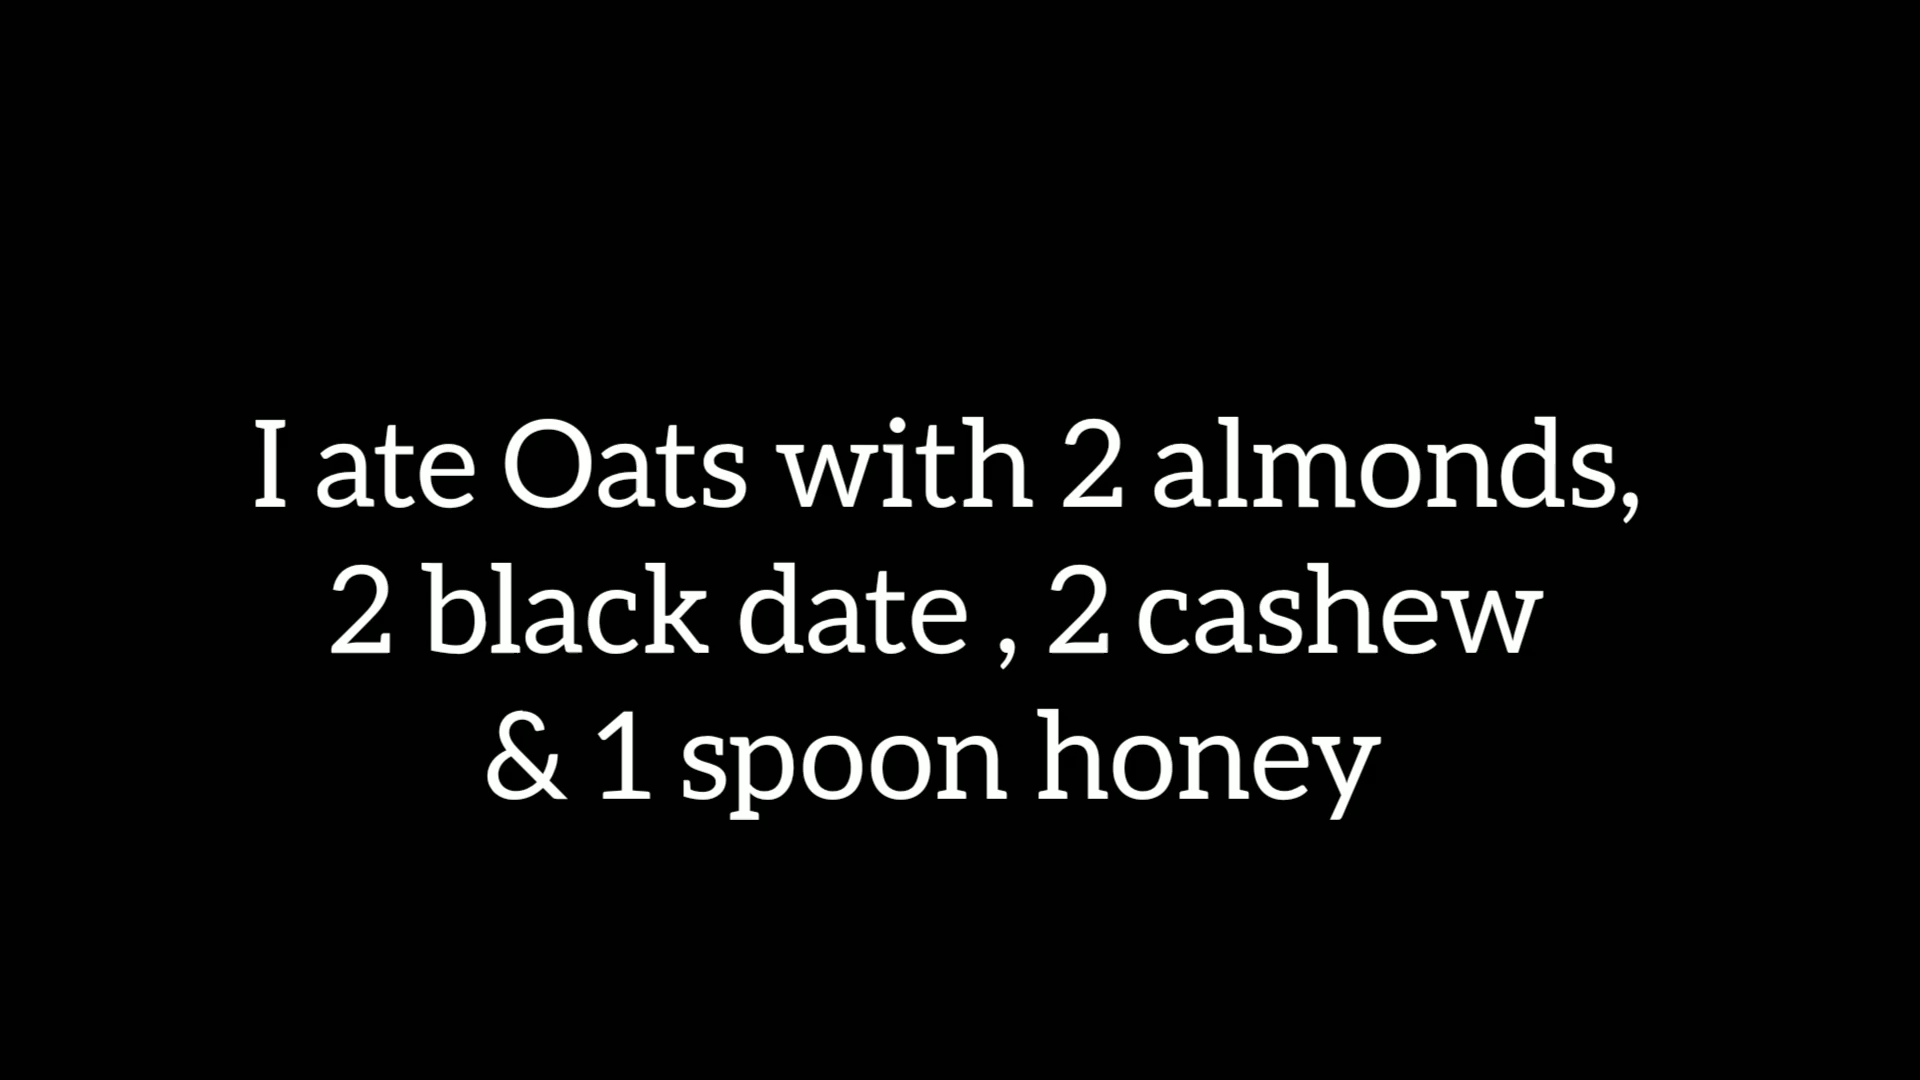 I ate Oats with 2 almonds,
2 black date , 2 cashew
& 1 spoon honey